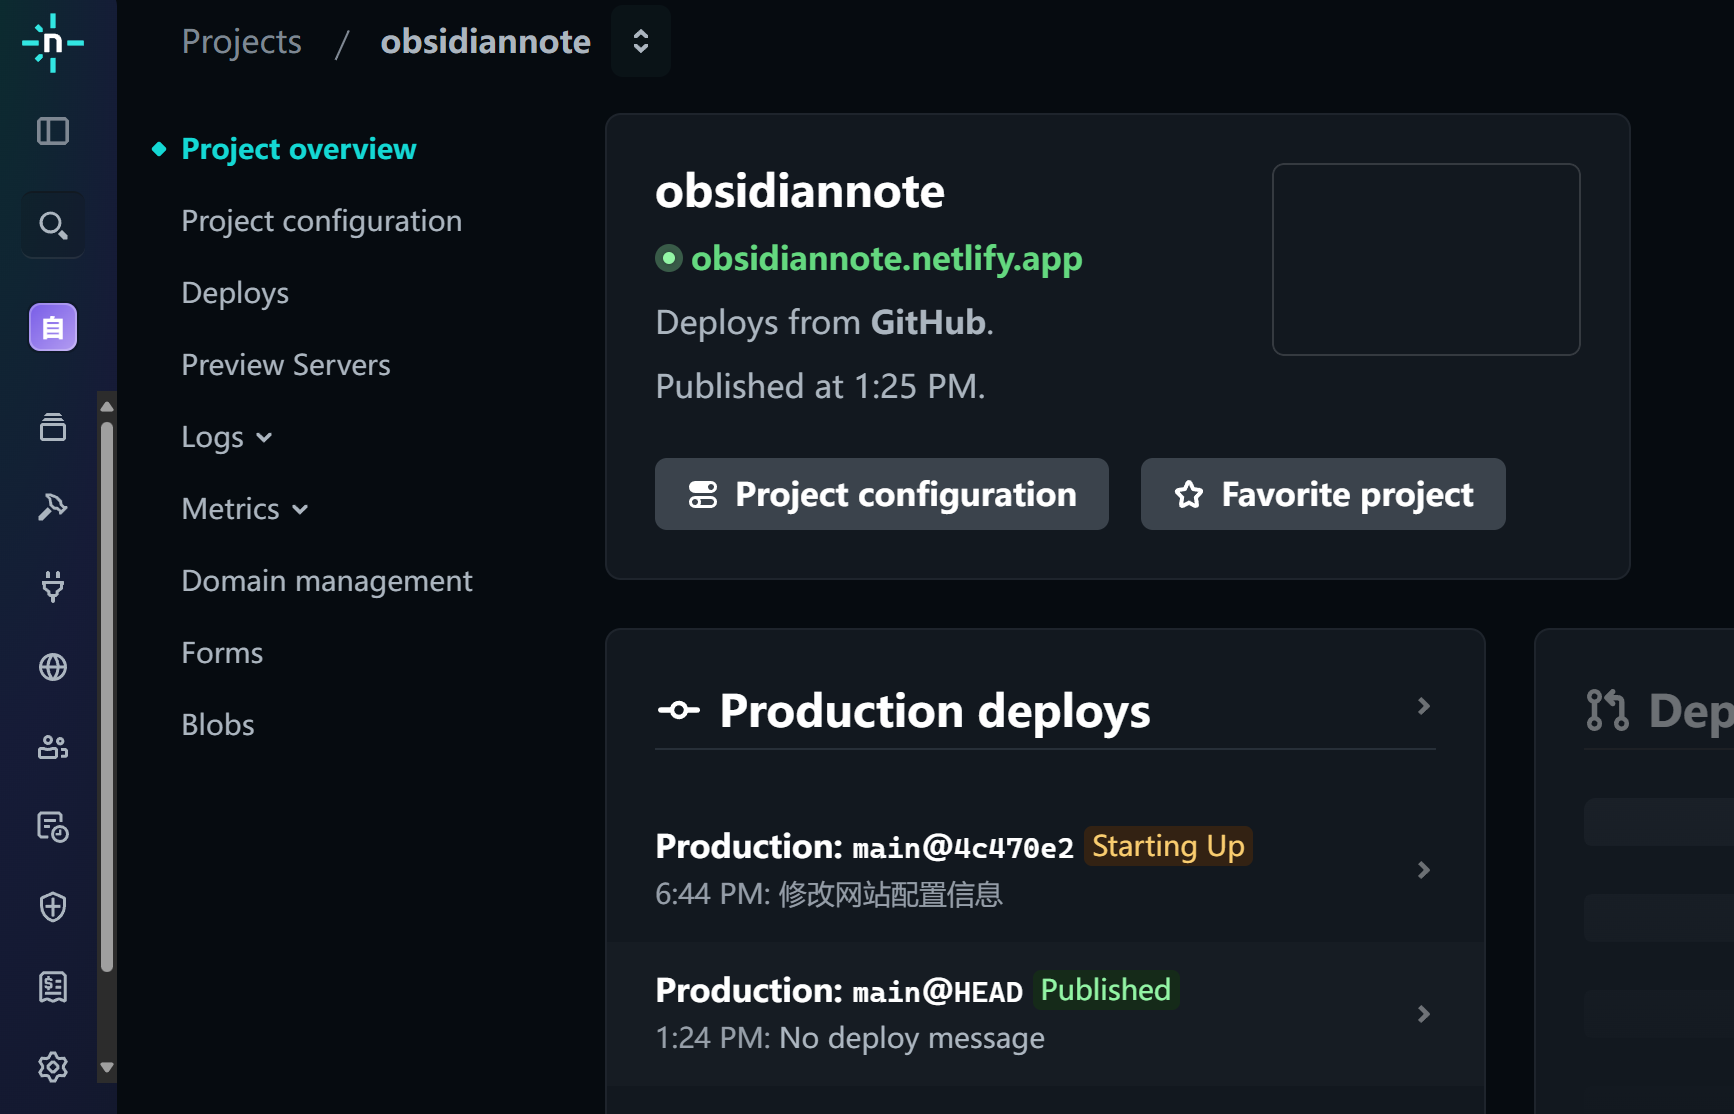 n
Projects / obsidiannote
Project overview
Project configuration
Deploys
Preview Servers
Logs
Metrics
Domain management
Forms
Blobs
obsidiannote
obsidiannote.netlify.app
Deploys from GitHub.
Published at 1:25 PM.
Project configuration
Favorite project
Production deploys
Production: main@4c470e2 Starting Up
6:44 PM: 修改网站配置信息
Production: main@HEAD Published
1:24 PM: No deploy message
Dep